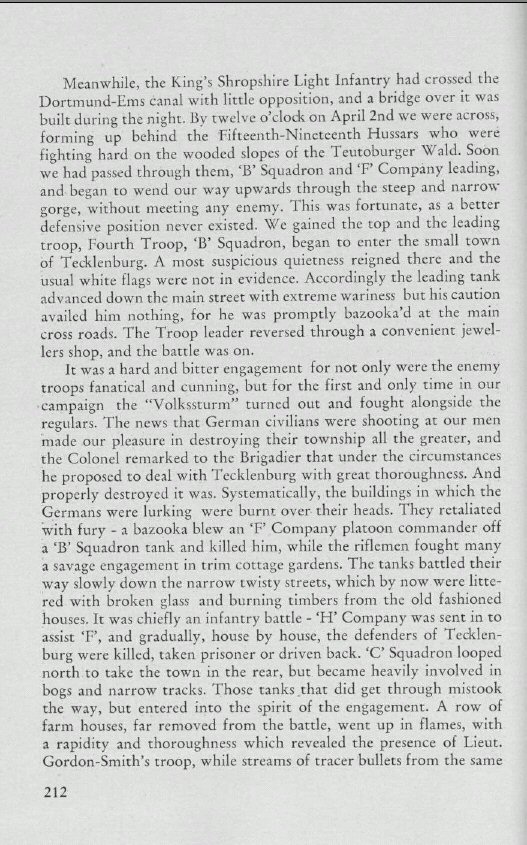 Meanwhile, the King's Shropshire Light Infantry had crossed the
Dortmund-Ems canal with little opposition, and a bridge over it was
built during the night. By twelve o'clock on April 2nd we were across,
forming up behind the Fifteenth-Nineteenth Hussars who were
fighting hard on the wooded slopes of the Teutoburger Wald. Soon
we had passed through them, 'B' Squadron and 'F' Company leading,
and began to wend our way upwards through the steep and narrow
gorge, without meeting any enemy. This was fortunate, as a better
defensive position never existed. We gained the top and the leading
troop, Fourth Troop, 'B' Squadron, began to enter the small town
of Tecklenburg. A most suspicious quietness reigned there and the
usual white flags were not in evidence. Accordingly the leading tank
advanced down the main street with extreme wariness but his caution
availed him nothing, for he was promptly bazooka'd at the main
cross roads. The Troop leader reversed through a convenient jewel-
lers shop, and the battle was on.
It was a hard and bitter engagement for not only were the enemy
troops fanatical and cunning, but for the first and only time in our
campaign the "Volkssturm" turned out and fought alongside the
regulars. The news that German civilians were shooting at our men
made our pleasure in destroying their township all the greater, and
the Colonel remarked to the Brigadier that under the circumstances
he proposed to deal with Tecklenburg with great thoroughness. And
properly destroyed it was. Systematically, the buildings in which the
Germans were lurking were burnt over their heads. They retaliated
with fury - a bazooka blew an 'F' Company platoon commander off
a 'B' Squadron tank and killed him, while the riflemen fought many
a savage engagement in trim cottage gardens. The tanks battled their
way slowly down the narrow twisty streets, which by now were litte-
red with broken glass and burning timbers from the old fashioned
houses. It was chiefly an infantry battle - 'H' Company was sent in to
assist 'F', and gradually, house by house, the defenders of Tecklen-
burg were killed, taken prisoner or driven back. 'C' Squadron looped
north to take the town in the rear, but became heavily involved in
bogs and narrow tracks. Those tanks that did get through mistook
the way, but entered into the spirit of the engagement. A row of
farm houses, far removed from the battle, went up in flames, with
a rapidity and thoroughness which revealed the presence of Lieut.
Gordon-Smith's troop, while streams of tracer bullets from the same
212